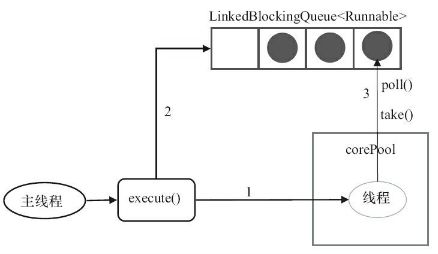 LinkedBlockingQueue<Runnable>
poll()
3
2
take()
corePool
主线程
execute()
1
线程